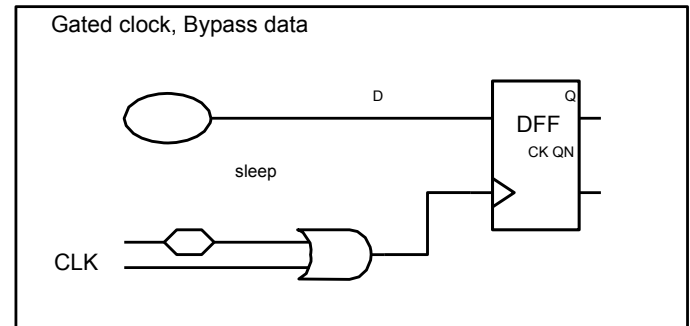 Gated clock, Bypass data
D
Q
DFF
CK QN
sleep
CLK